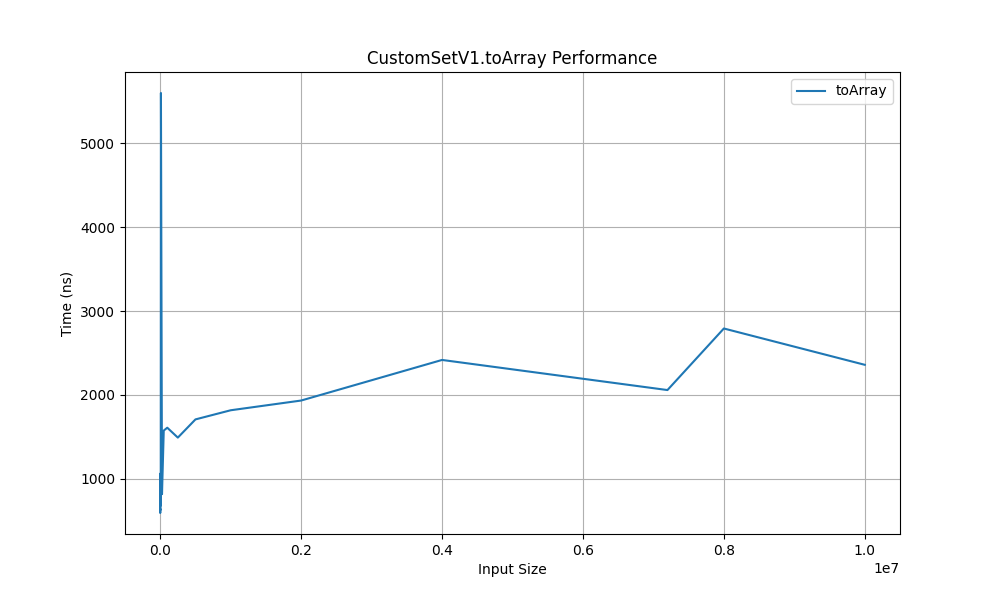 CustomSetV1.toArray Performance
toArray
Time (ns)
5000
4000
3000
2000
1000
0.0 0.2 0.4 0.6 0.8 1.0
1e7
Input Size